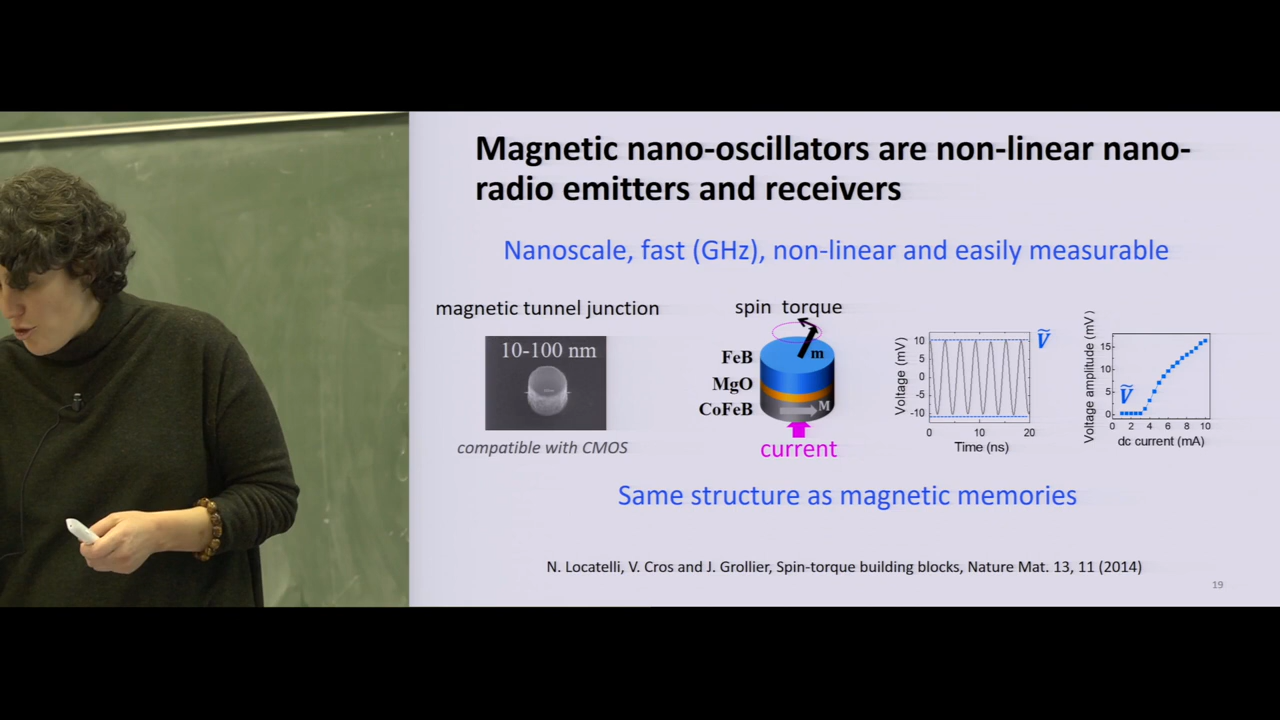 Magnetic nano-oscillators are non-linear nano-
radio emitters and receivers
Nanoscale, fast (GHz), non-linear and easily measurable
magnetic tunnel junction
10-100 nm
compatible with CMOS
spin torque
m
FeB
MgO
CoFeB
M
current
Voltage (mV)
10
5
0
-5
-10
0
10
20
Time (ns)
Ṽ
Voltage amplitude (mV)
15
10
5
0
Ṽ
0 2 4 6 8 10
dc current (mA)
Same structure as magnetic memories
N. Locatelli, V. Cros and J. Grollier, Spin-torque building blocks, Nature Mat. 13, 11 (2014)
19